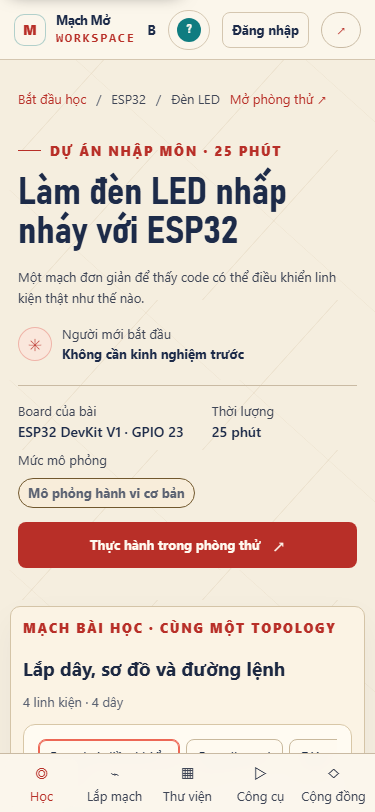 M
Mạch Mở
WORKSPACE
B
?
Đăng nhập
↗
Bắt đầu học / ESP32 / Đèn LED Mở phòng thử ↗
DỰ ÁN NHẬP MÔN · 25 PHÚT
Làm đèn LED nhấp
nháy với ESP32
Một mạch đơn giản để thấy code có thể điều khiển linh
kiện thật như thế nào.
Người mới bắt đầu
Không cần kinh nghiệm trước
Board của bài
ESP32 DevKit V1 · GPIO 23
Thời lượng
25 phút
Mức mô phỏng
Mô phỏng hành vi cơ bản
Thực hành trong phòng thử ↗
MẠCH BÀI HỌC · CÙNG MỘT TOPOLOGY
Lắp dây, sơ đồ và đường lệnh
4 linh kiện · 4 dây
Học
Lắp mạch
Thư viện
Công cụ
Cộng đồng